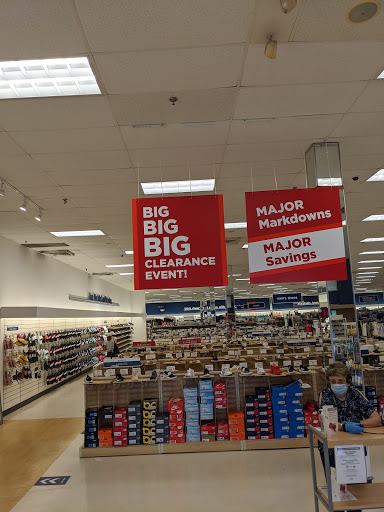 BIG
BIG
BIG
CLEARANCE
EVENT!
MAJOR
Markdowns
MAJOR
Savings